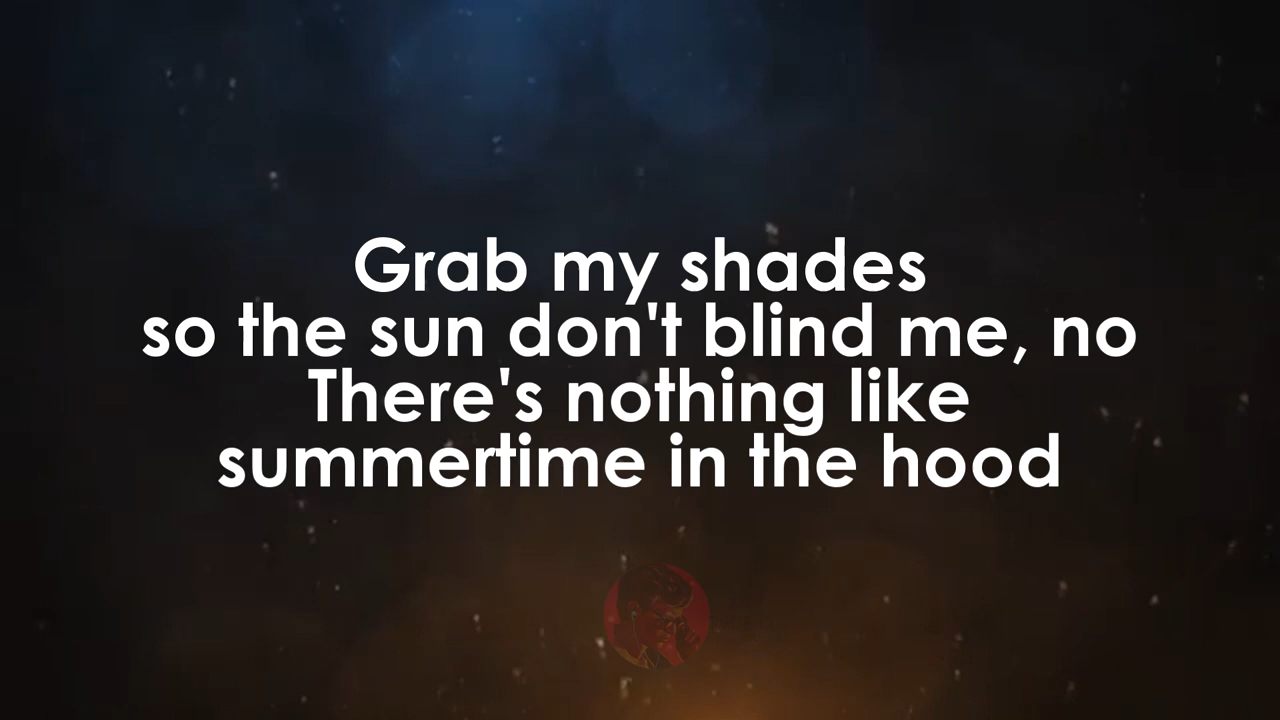 Grab my shades
so the sun don't blind me, no
There's nothing like
summertime in the hood